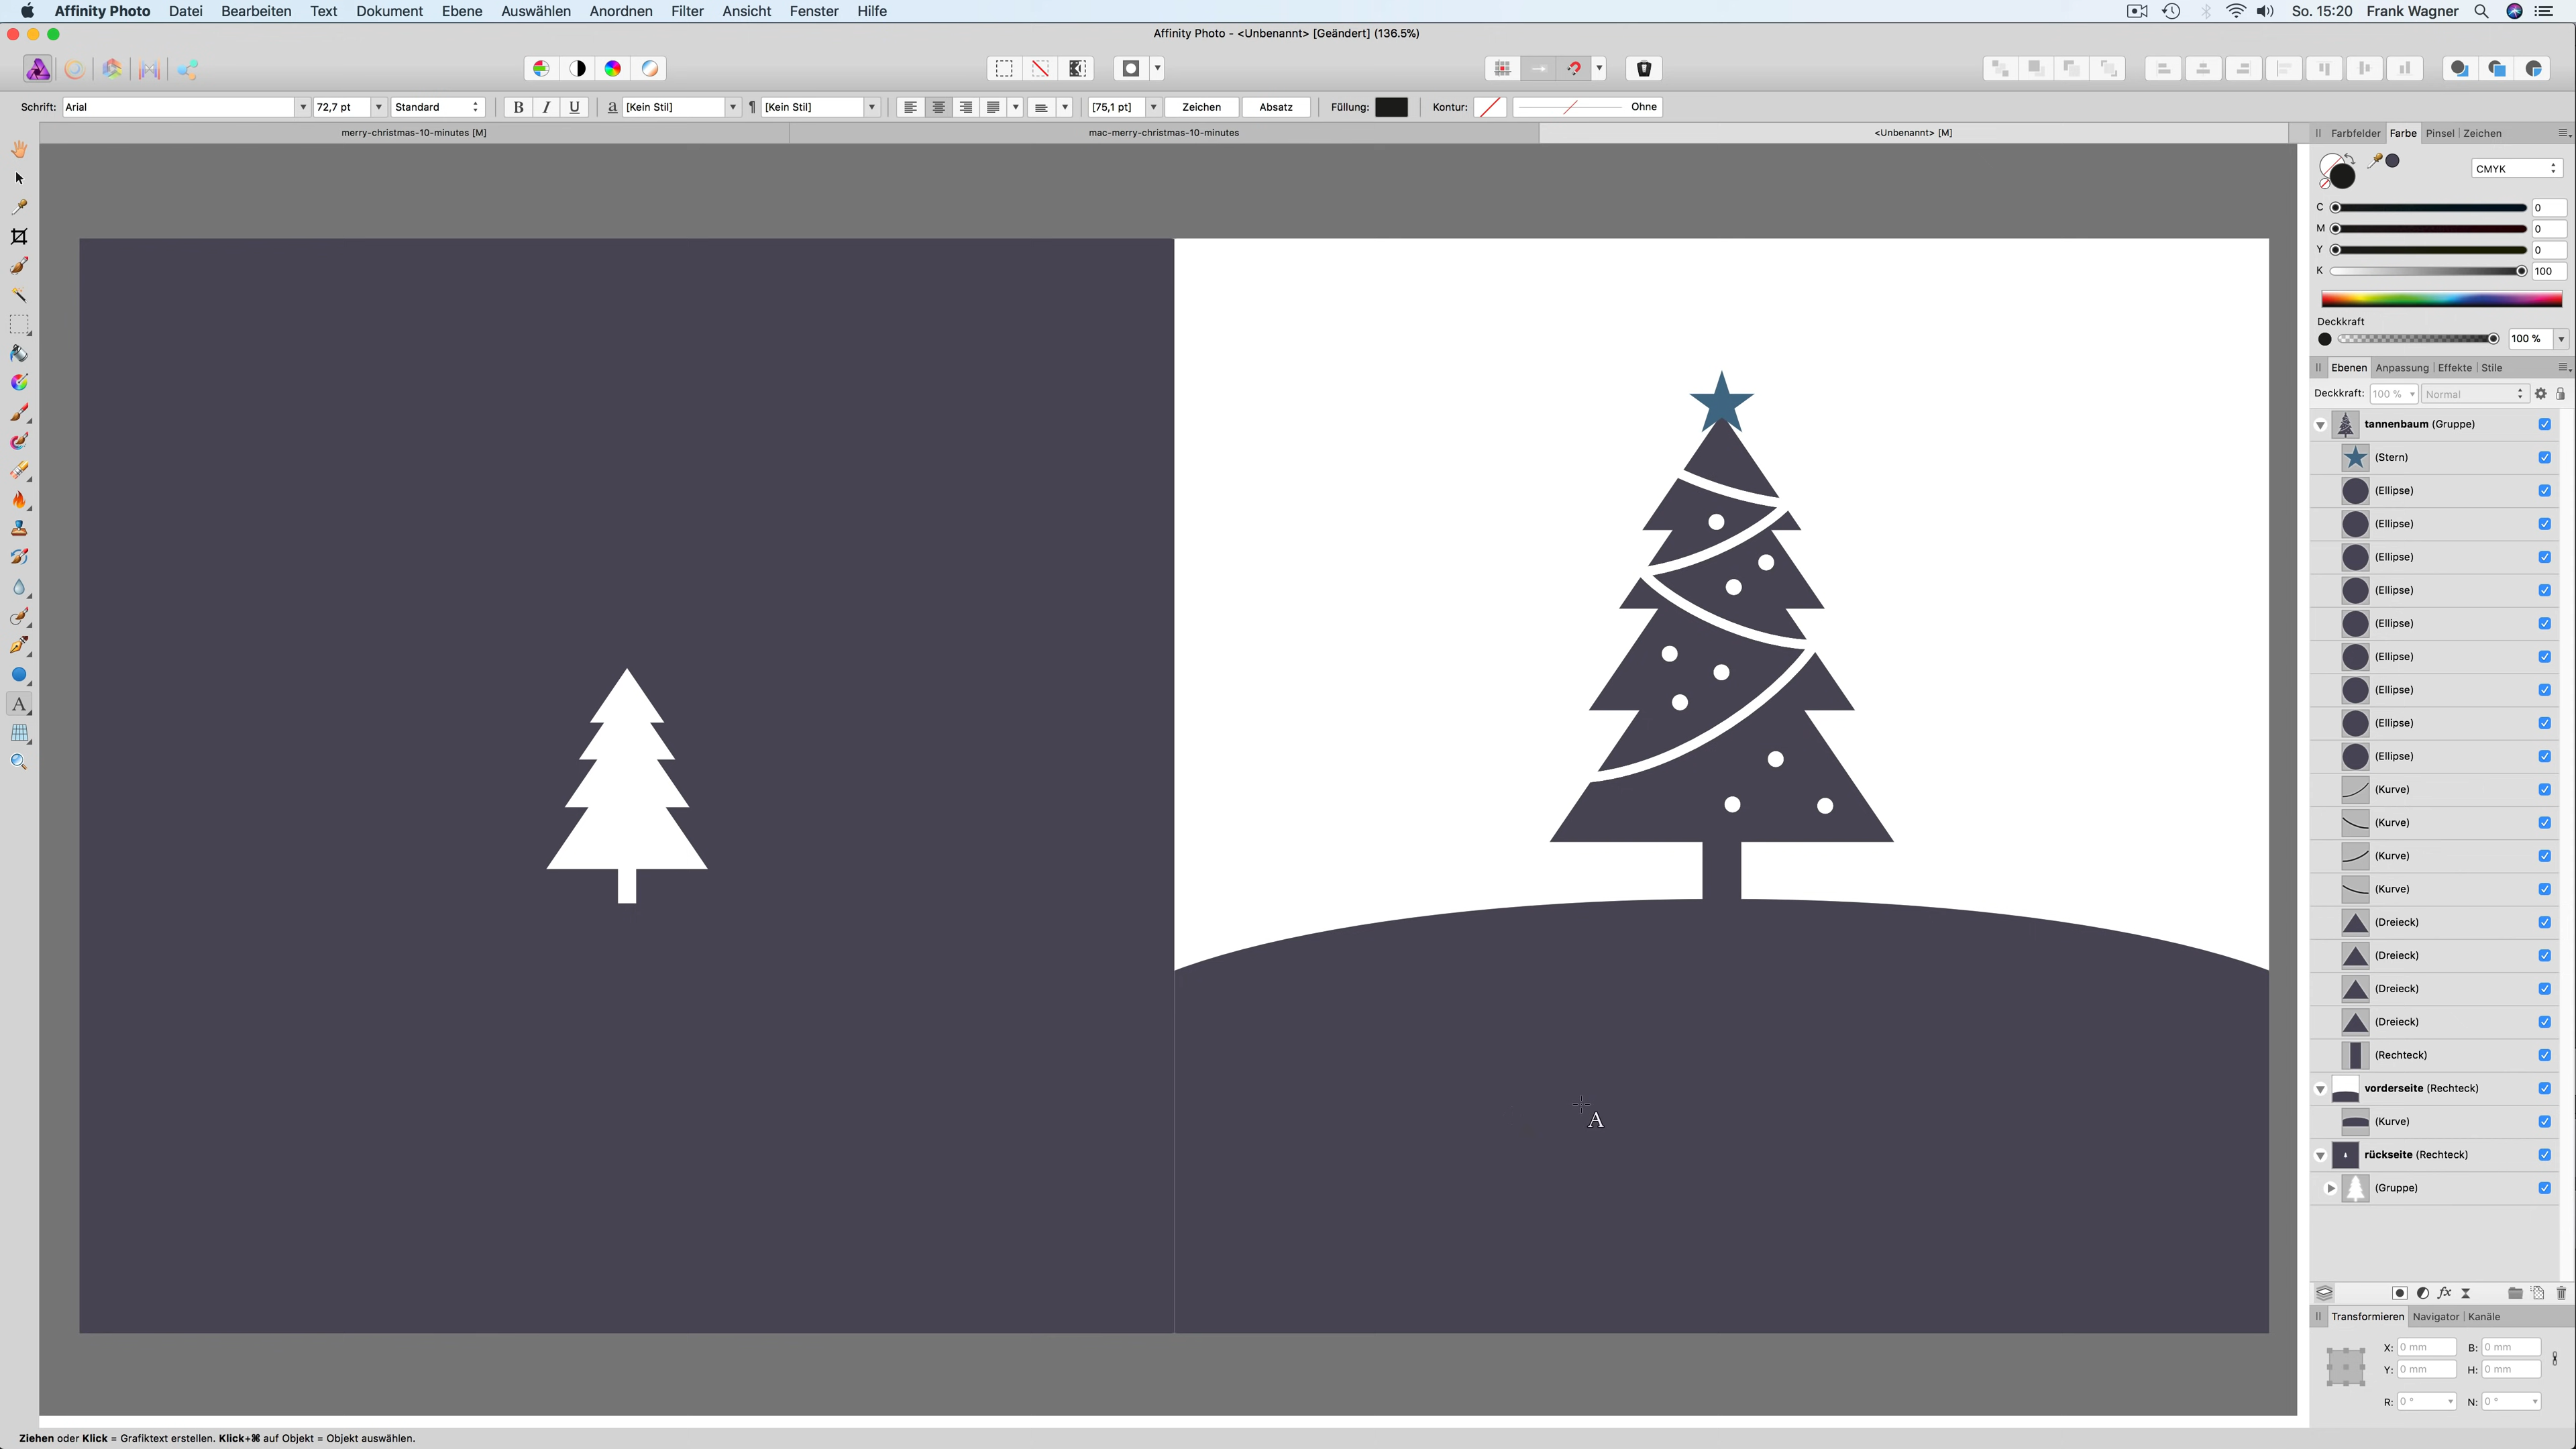 Affinity Photo Datei Bearbeiten Text Dokument Ebene Auswählen Anordnen Filter Ansicht Fenster Hilfe So. 15:20 Frank Wagner
Affinity Photo - <Unbenannt> [Geändert] (136.5%)
Schrift: Arial 72,7 pt Standard B I U a [Kein Stil] ¶ [Kein Stil] [75,1 pt] Zeichen Absatz Füllung: Kontur: Ohne
merry-christmas-10-minutes [M] mac-merry-christmas-10-minutes <Unbenannt> [M]
Farbfelder Farbe Pinsel Zeichen
CMYK
C 0
M 0
Y 0
K 100
Deckkraft
100 %
Ebenen Anpassung Effekte Stile
Deckkraft: 100 % Normal
tannenbaum (Gruppe)
(Stern)
(Ellipse)
(Ellipse)
(Ellipse)
(Ellipse)
(Ellipse)
(Ellipse)
(Ellipse)
(Ellipse)
(Ellipse)
(Kurve)
(Kurve)
(Kurve)
(Kurve)
(Dreieck)
(Dreieck)
(Dreieck)
(Dreieck)
(Rechteck)
vorderseite (Rechteck)
(Kurve)
rückseite (Rechteck)
(Gruppe)
fx
Transformieren Navigator Kanäle
X: 0 mm B: 0 mm
Y: 0 mm H: 0 mm
R: 0 ° N: 0 °
A
A
Ziehen oder Klick = Grafiktext erstellen. Klick+⌘ auf Objekt = Objekt auswählen.